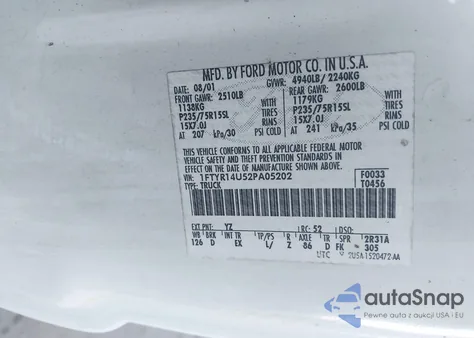 MFD. BY FORD MOTOR CO. IN U.S.A.
DATE: 08/01 GVWR: 4940LB/ 2240KG
FRONT GAWR: 2510LB REAR GAWR: 2600LB
1138KG WITH 1179KG WITH
P235/75R15SL TIRES P235/75R15SL TIRES
15X7.0J RIMS 15X7.0J RIMS
AT 207 kPa/30 PSI COLD AT 241 kPa/35 PSI COLD
THIS VEHICLE CONFORMS TO ALL APPLICABLE FEDERAL MOTOR
VEHICLE SAFETY AND THEFT PREVENTION STANDARDS IN
EFFECT ON THE DATE OF MANUFACTURE SHOWN ABOVE.
VIN: 1FTYR14U52PA05202 F0033
TYPE: TRUCK T0456
EXT PNT: YZ RC: 52 DSO:
WB BRK INT TR TP/PS R AXLE TR SPR 2R31A
126 D EX L/ Z 86 D FK 305
UTC 2U5A1520472AA
autoSnap
Pewne auta z ubezpieczalni USA i EU